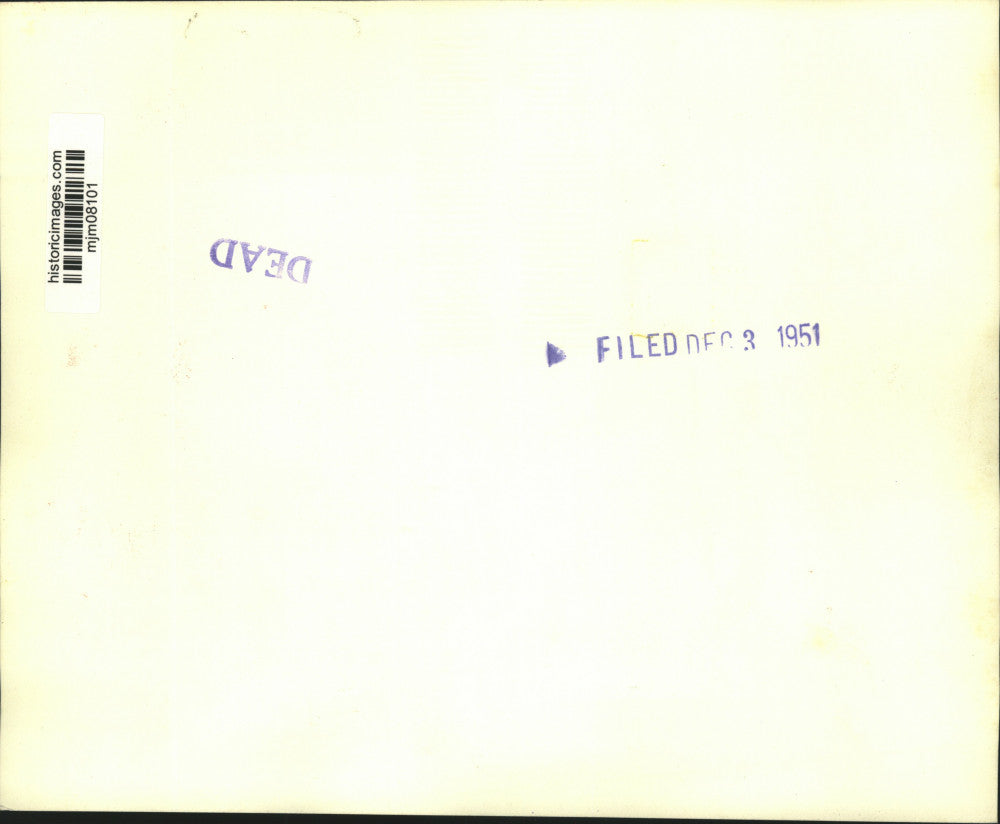 historicimages.com
mjm08101
DEAD
FILED DEC 3 1951